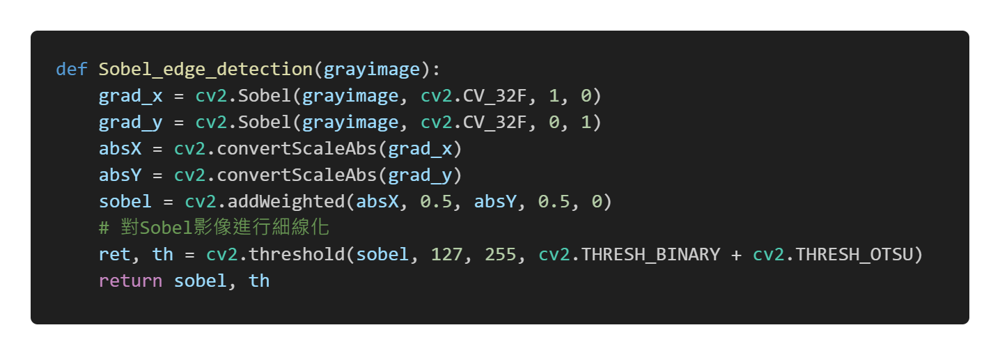 def Sobel_edge_detection(grayimage):
    grad_x = cv2.Sobel(grayimage, cv2.CV_32F, 1, 0)
    grad_y = cv2.Sobel(grayimage, cv2.CV_32F, 0, 1)
    absX = cv2.convertScaleAbs(grad_x)
    absY = cv2.convertScaleAbs(grad_y)
    sobel = cv2.addWeighted(absX, 0.5, absY, 0.5, 0)
    # 對Sobel影像進行細線化
    ret, th = cv2.threshold(sobel, 127, 255, cv2.THRESH_BINARY + cv2.THRESH_OTSU)
    return sobel, th